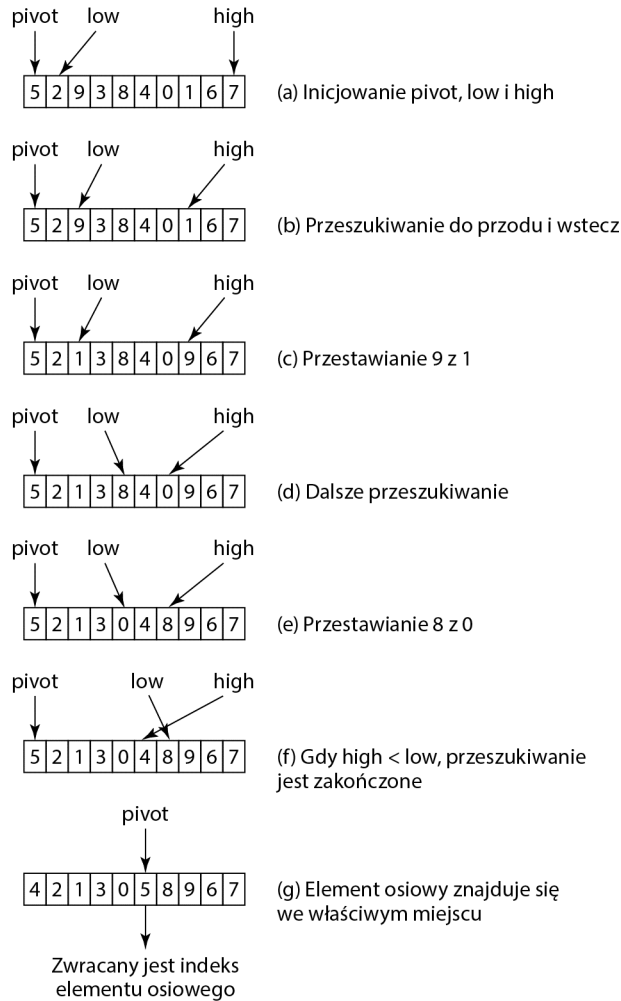 pivot low high
5 2 9 3 8 4 0 1 6 7
(a) Inicjowanie pivot, low i high
pivot low high
5 2 9 3 8 4 0 1 6 7
(b) Przeszukiwanie do przodu i wstecz
pivot low high
5 2 1 3 8 4 0 9 6 7
(c) Przestawianie 9 z 1
pivot low high
5 2 1 3 8 4 0 9 6 7
(d) Dalsze przeszukiwanie
pivot low high
5 2 1 3 0 4 8 9 6 7
(e) Przestawianie 8 z 0
pivot low high
5 2 1 3 0 4 8 9 6 7
(f) Gdy high < low, przeszukiwanie
jest zakończone
pivot
4 2 1 3 0 5 8 9 6 7
(g) Element osiowy znajduje się
we właściwym miejscu
Zwracany jest indeks
elementu osiowego